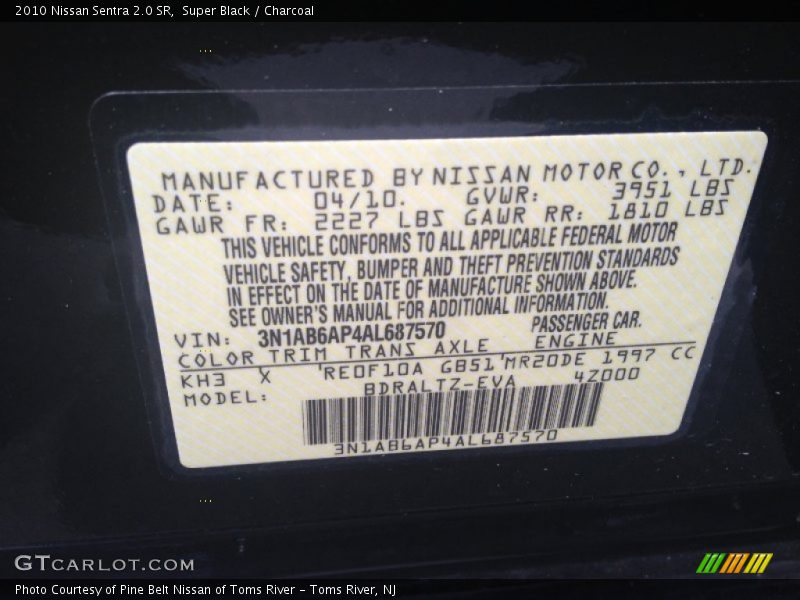 2010 Nissan Sentra 2.0 SR, Super Black / Charcoal
MANUFACTURED BY NISSAN MOTOR CO., LTD.
DATE: 04/10. GVWR: 3951 LBS
GAWR FR: 2227 LBS GAWR RR: 1810 LBS
THIS VEHICLE CONFORMS TO ALL APPLICABLE FEDERAL MOTOR
VEHICLE SAFETY, BUMPER AND THEFT PREVENTION STANDARDS
IN EFFECT ON THE DATE OF MANUFACTURE SHOWN ABOVE.
SEE OWNER'S MANUAL FOR ADDITIONAL INFORMATION.
VIN: 3N1AB6AP4AL687570 PASSENGER CAR.
COLOR TRIM TRANS AXLE ENGINE
KH3 X 'RE0F10A GB51'MR20DE 1997 CC
MODEL: BDRALTZ-EVA 4Z000
3N1AB6AP4AL687570
GTCARLOT.COM
Photo Courtesy of Pine Belt Nissan of Toms River – Toms River, NJ